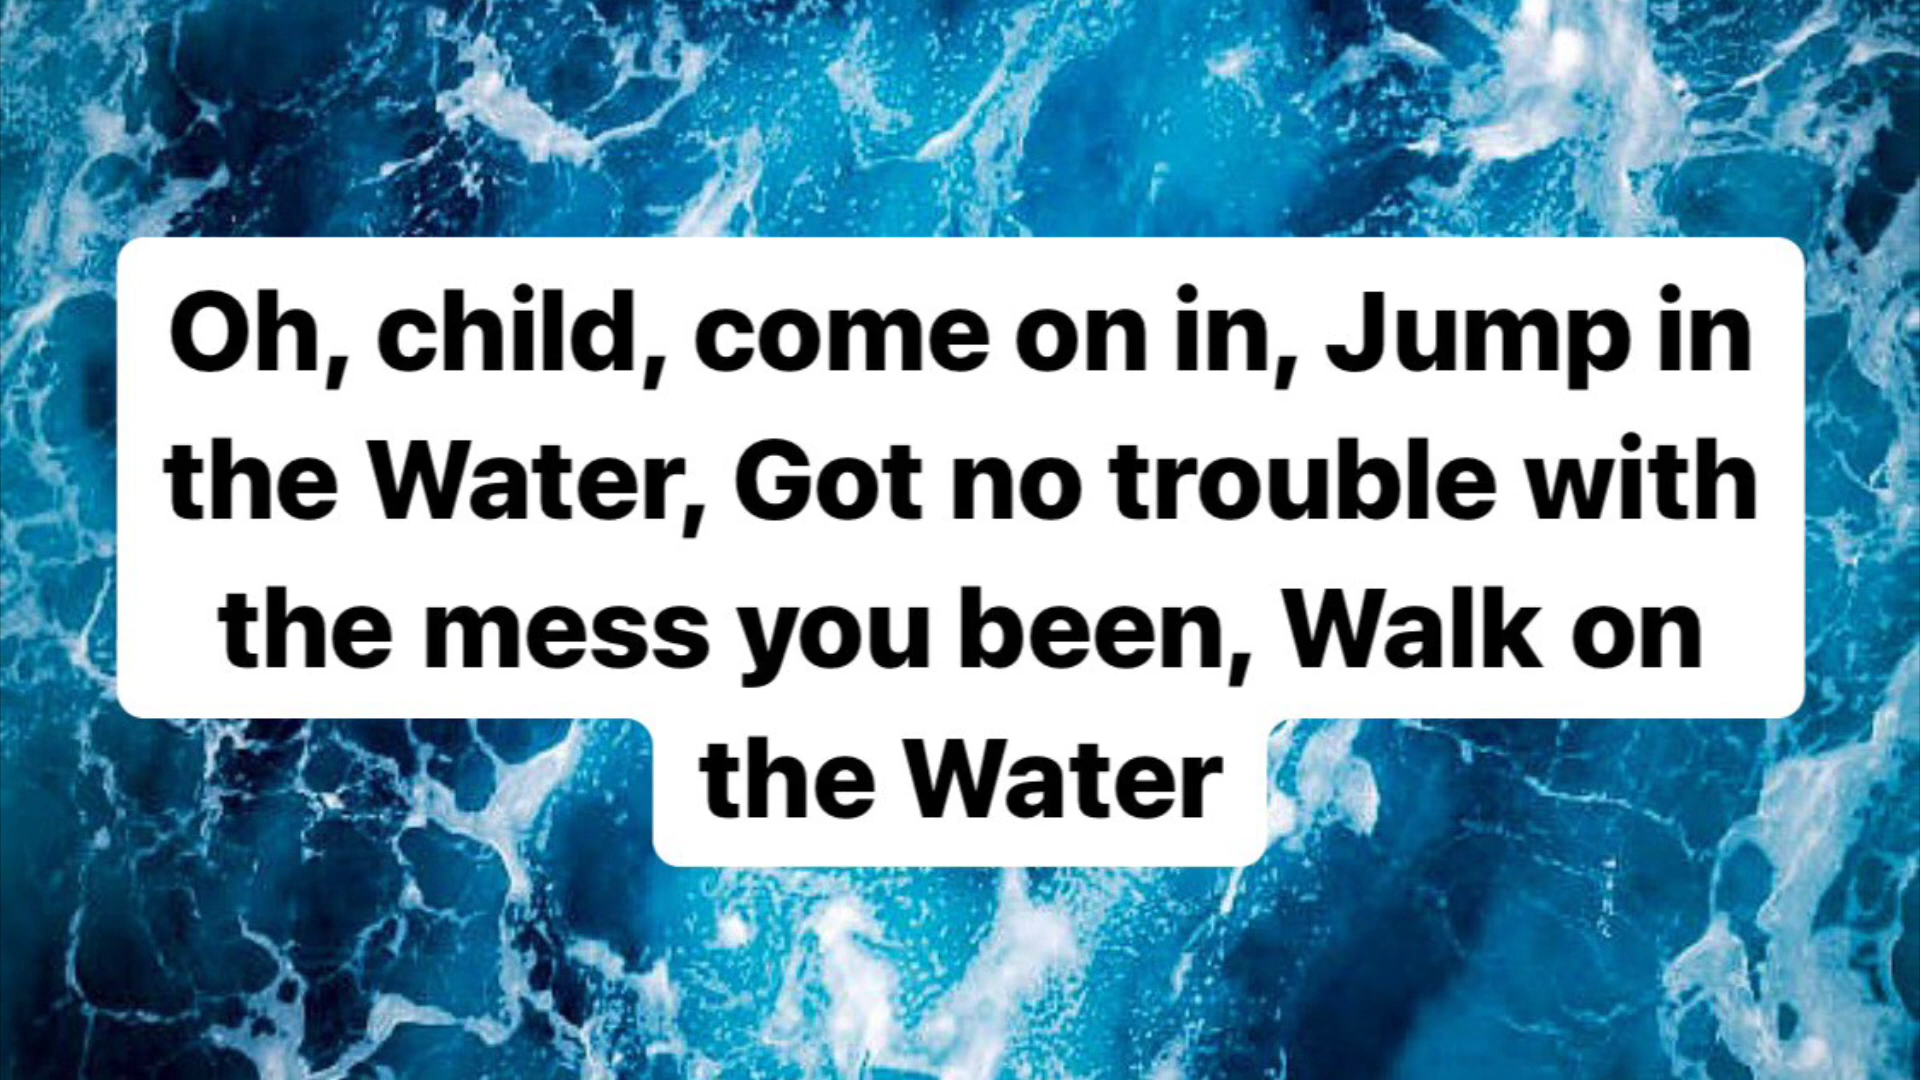 Oh, child, come on in, Jump in
the Water, Got no trouble with
the mess you been, Walk on
the Water